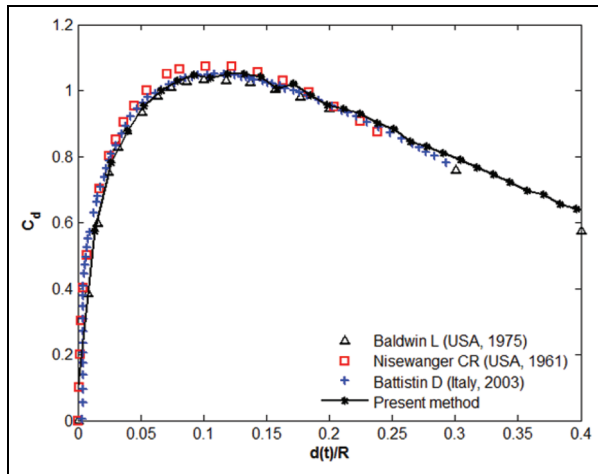 1.2
1
0.8
0.6
0.4
0.2
0
C_d
0 0.05 0.1 0.15 0.2 0.25 0.3 0.35 0.4
d(t)/R
Baldwin L (USA, 1975)
Nisewanger CR (USA, 1961)
Battistin D (Italy, 2003)
Present method